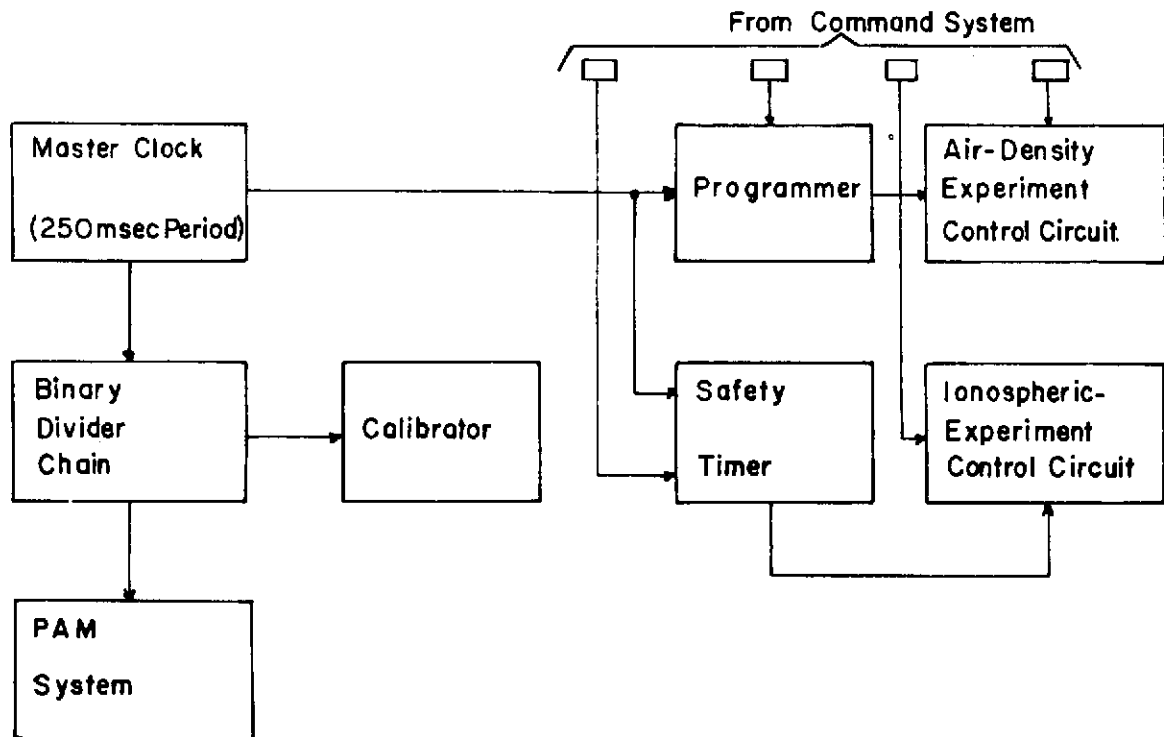 From Command System
Master Clock
(250msec Period)
Programmer
Air-Density
Experiment
Control Circuit.
Binary
Divider
Chain
Calibrator
Safety
Timer
Ionospheric-
Experiment
Control Circuit
PAM
System